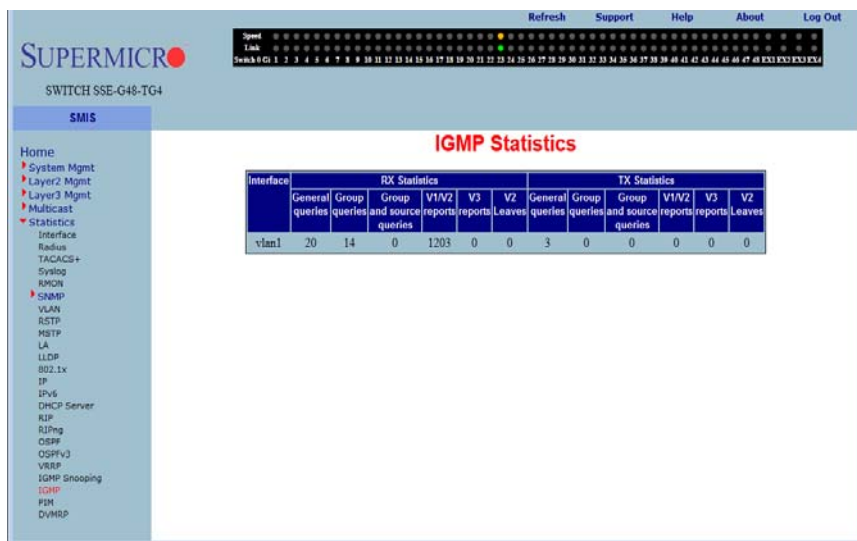 Refresh Support Help About Log Out
SUPERMICRO
Speed
Link
Switch 0 Gi 1 2 3 4 5 6 7 8 9 10 11 12 13 14 15 16 17 18 19 20 21 22 23 24 25 26 27 28 29 30 31 32 33 34 35 36 37 38 39 40 41 42 43 44 45 46 47 48 EX1 EX2 EX3 EX4
SWITCH SSE-G48-TG4
SMIS
IGMP Statistics
Home
System Mgmt
Layer2 Mgmt
Layer3 Mgmt
Multicast
Statistics
Interface
Radius
TACACS+
Syslog
RMON
SNMP
VLAN
RSTP
MSTP
LA
LLDP
802.1x
IP
IPv6
DHCP Server
RIP
RIPng
OSPF
OSPFv3
VRRP
IGMP Snooping
IGMP
PIM
DVMRP
Interface RX Statistics TX Statistics
General queries Group queries Group and source queries V1/V2 reports V3 reports V2 Leaves General queries Group queries Group and source queries V1/V2 reports V3 reports V2 Leaves
vlan1 20 14 0 1203 0 0 3 0 0 0 0 0